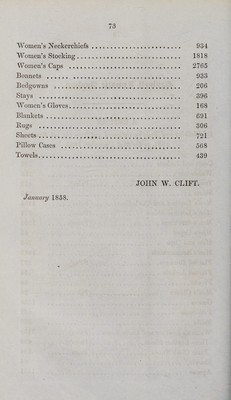 73
Women's Neckerchiefs ........................ 934
Women's Stocking ........................ 1818
Women's Caps ........................ 2765
Bonnets ........................ 933
Bedgowns ........................ 266
Stays ........................ 396
Women's Gloves ........................ 168
Blankets ........................ 691
Rugs ........................ 306
Sheets ........................ 721
Pillow Cases ........................ 568
Towels ........................ 439
JOHN W. CLIFT.
January 1858.